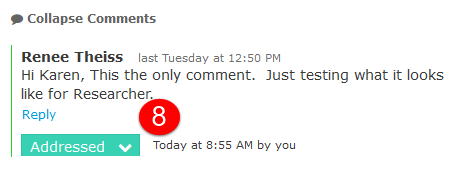 Collapse Comments
Renee Theiss last Tuesday at 12:50 PM
Hi Karen, This the only comment. Just testing what it looks
like for Researcher.
Reply
8
Addressed Today at 8:55 AM by you